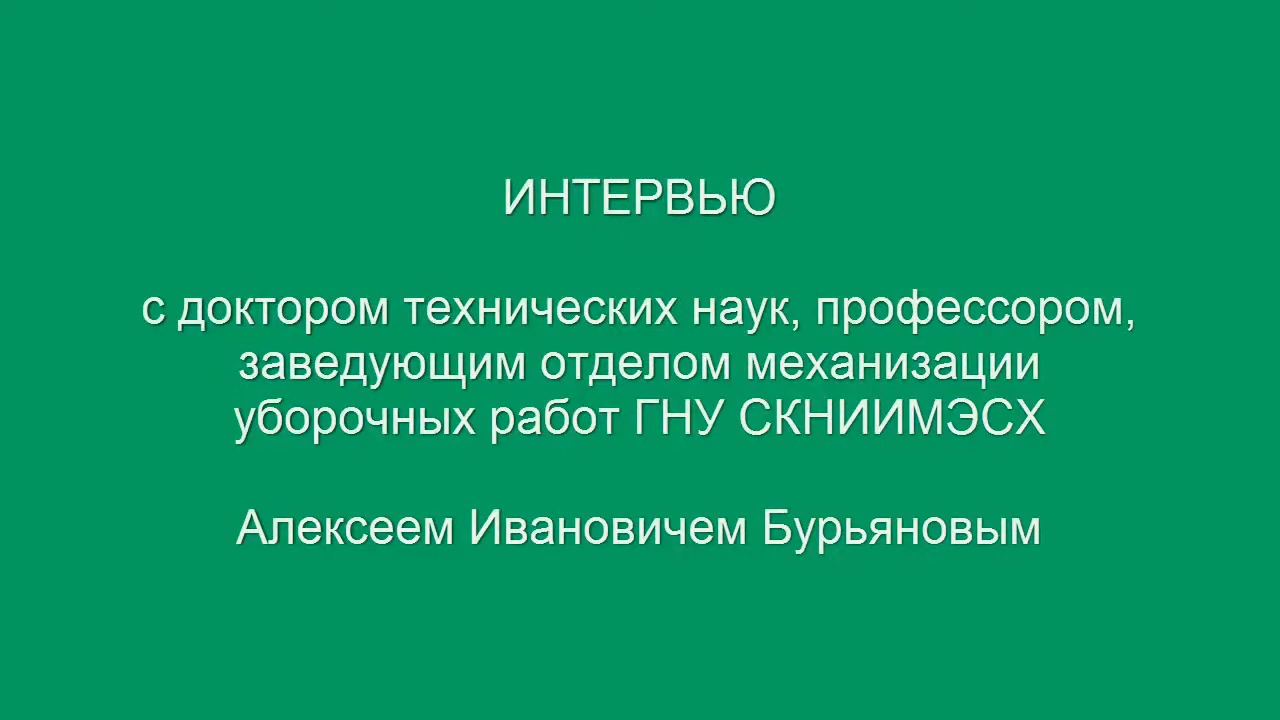 ИНТЕРВЬЮ
с доктором технических наук, профессором,
заведующим отделом механизации
уборочных работ ГНУ СКНИИМЭСХ
Алексеем Ивановичем Бурьяновым